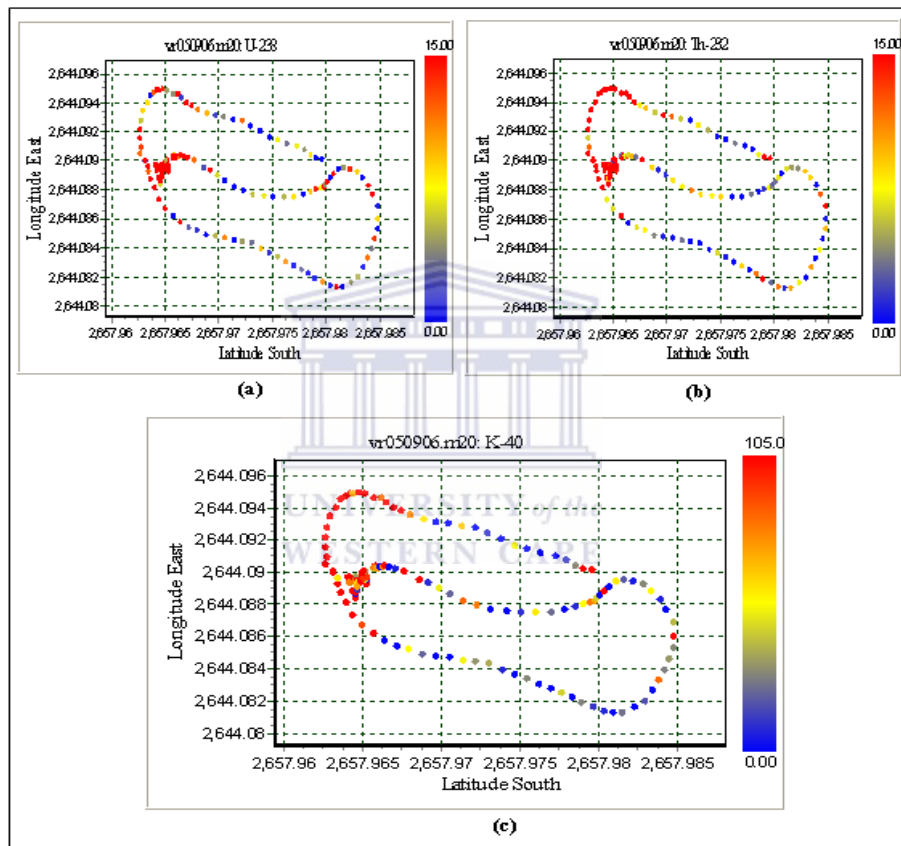 vr050906.m20: U-238
15.00
2,644.096
2,644.094
2,644.092
2,644.09
2,644.088
2,644.086
2,644.084
2,644.082
2,644.08
Longitude East
0.00
2,657.96 2,657.965 2,657.97 2,657.975 2,657.98 2,657.985
Latitude South
(a)
vr050906.m20: Th-232
15.00
2,644.096
2,644.094
2,644.092
2,644.09
2,644.088
2,644.086
2,644.084
2,644.082
2,644.08
Longitude East
0.00
2,657.96 2,657.965 2,657.97 2,657.975 2,657.98 2,657.985
Latitude South
(b)
vr050906.m20: K-40
105.0
2,644.096
2,644.094
2,644.092
2,644.09
2,644.088
2,644.086
2,644.084
2,644.082
2,644.08
Longitude East
0.00
2,657.96 2,657.965 2,657.97 2,657.975 2,657.98 2,657.985
Latitude South
(c)
UNIVERSITY of the
WESTERN CAPE